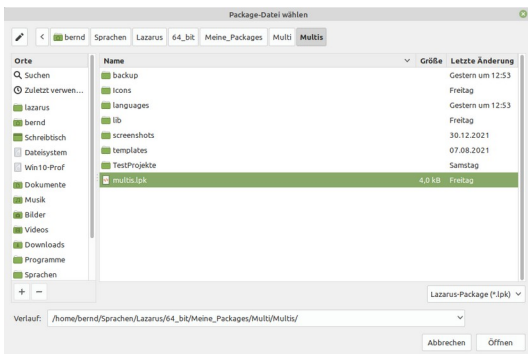 Package-Datei wählen
bernd Sprachen Lazarus 64_bit Meine_Packages Multi Multis
Orte Name Größe Letzte Änderung
Suchen backup Gestern um 12:53
Zuletzt verwen... Icons Freitag
lazarus languages Gestern um 12:53
bernd lib Freitag
Schreibtisch screenshots 30.12.2021
Dateisystem templates 07.08.2021
Win10-Prof TestProjekte Samstag
Dokumente multis.lpk 4,0 kB Freitag
Musik
Bilder
Videos
Downloads
Programme
Sprachen
+ − Lazarus-Package (*.lpk)
Verlauf: /home/bernd/Sprachen/Lazarus/64_bit/Meine_Packages/Multi/Multis/
Abbrechen Öffnen